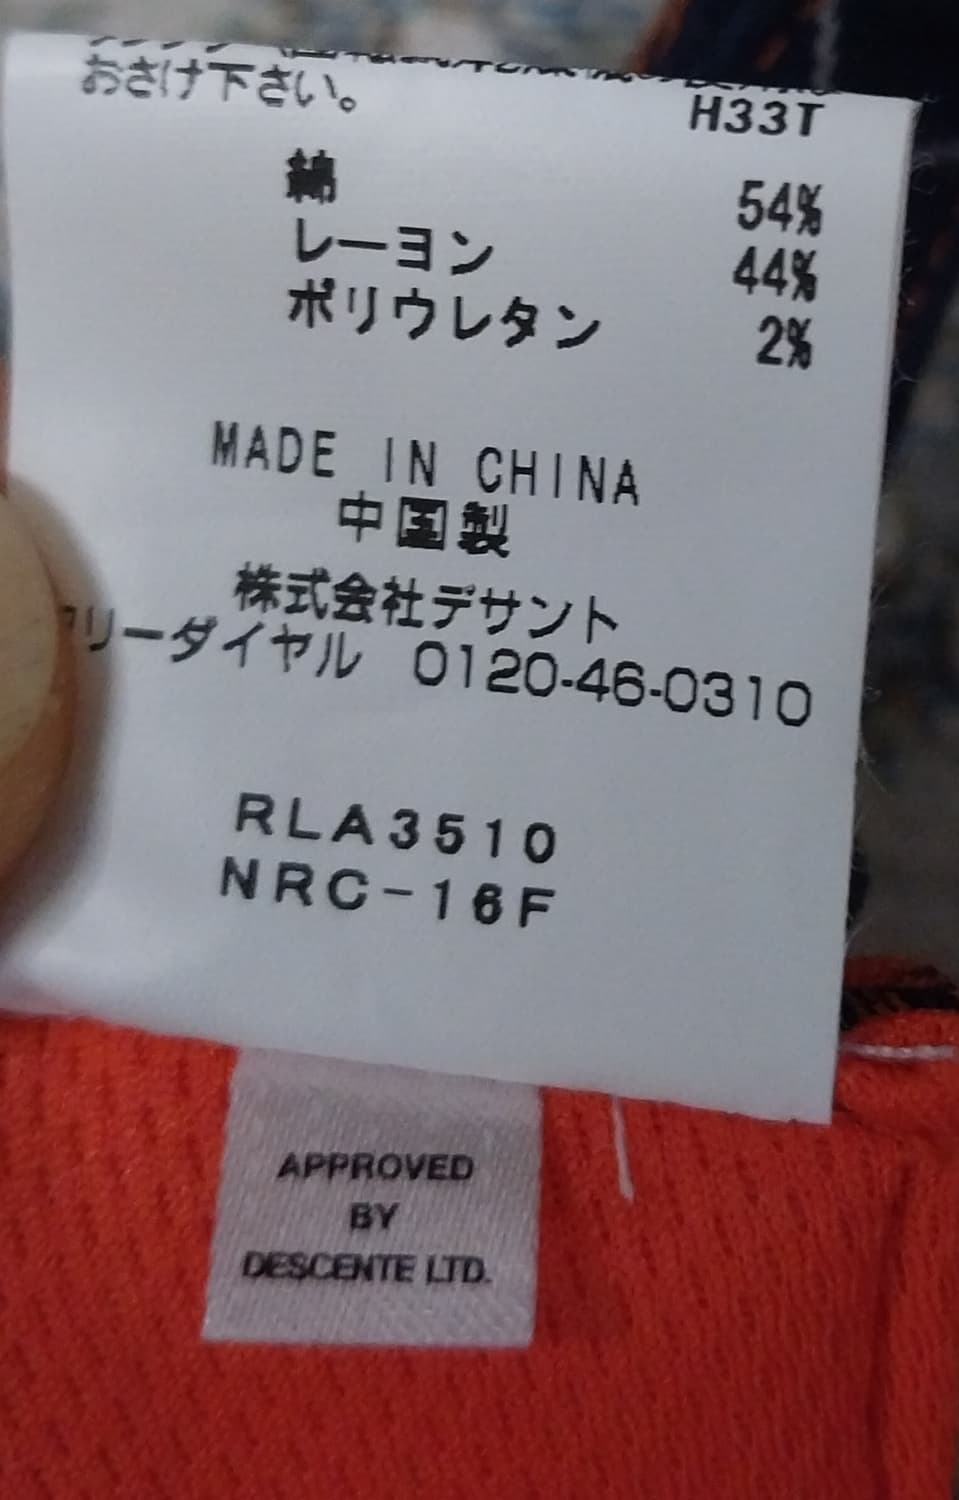 おさけ下さい。
H33T
綿 54%
レーヨン 44%
ポリウレタン 2%
MADE IN CHINA
中国製
株式会社デサント
リーダイヤル 0120-46-0310
RLA3510
NRC-16F
APPROVED
BY
DESCENTE LTD.